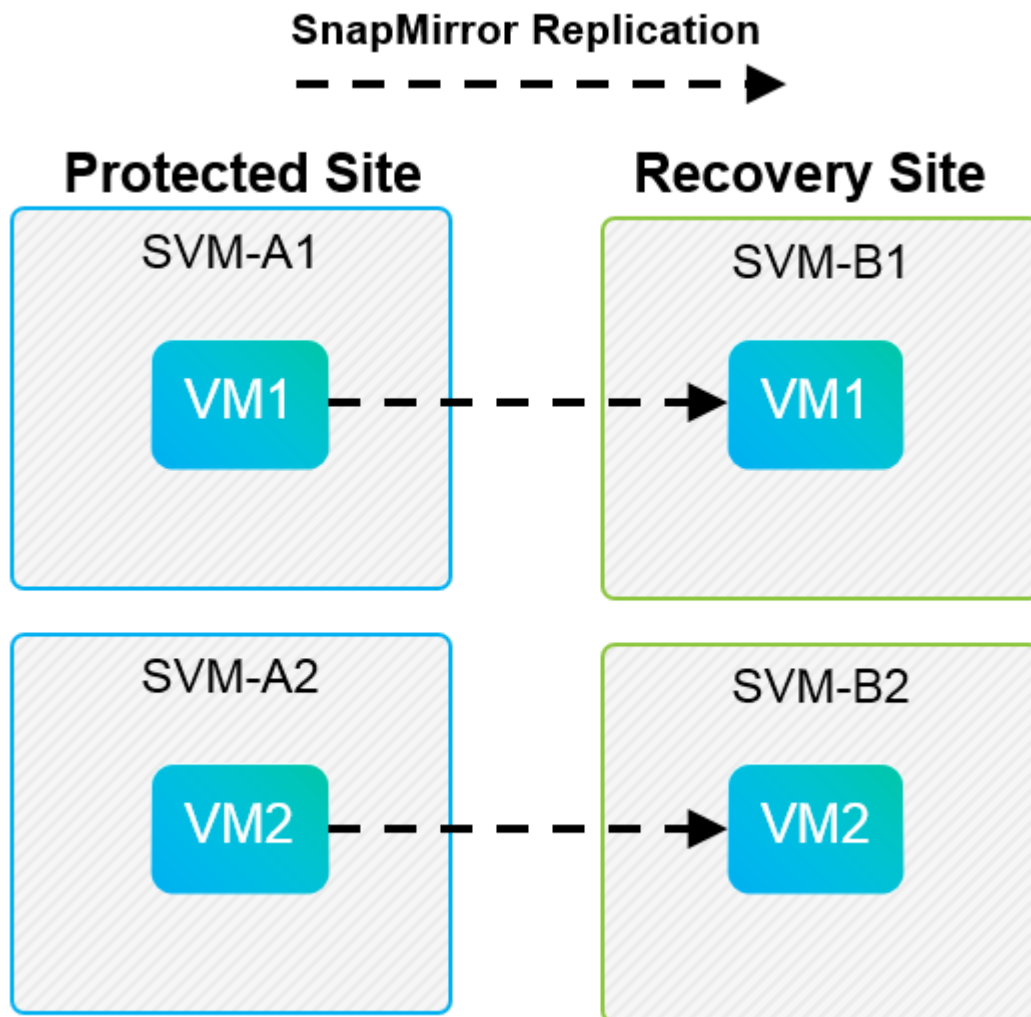 SnapMirror Replication
Protected Site
Recovery Site
SVM-A1
SVM-B1
VM1
VM1
SVM-A2
SVM-B2
VM2
VM2